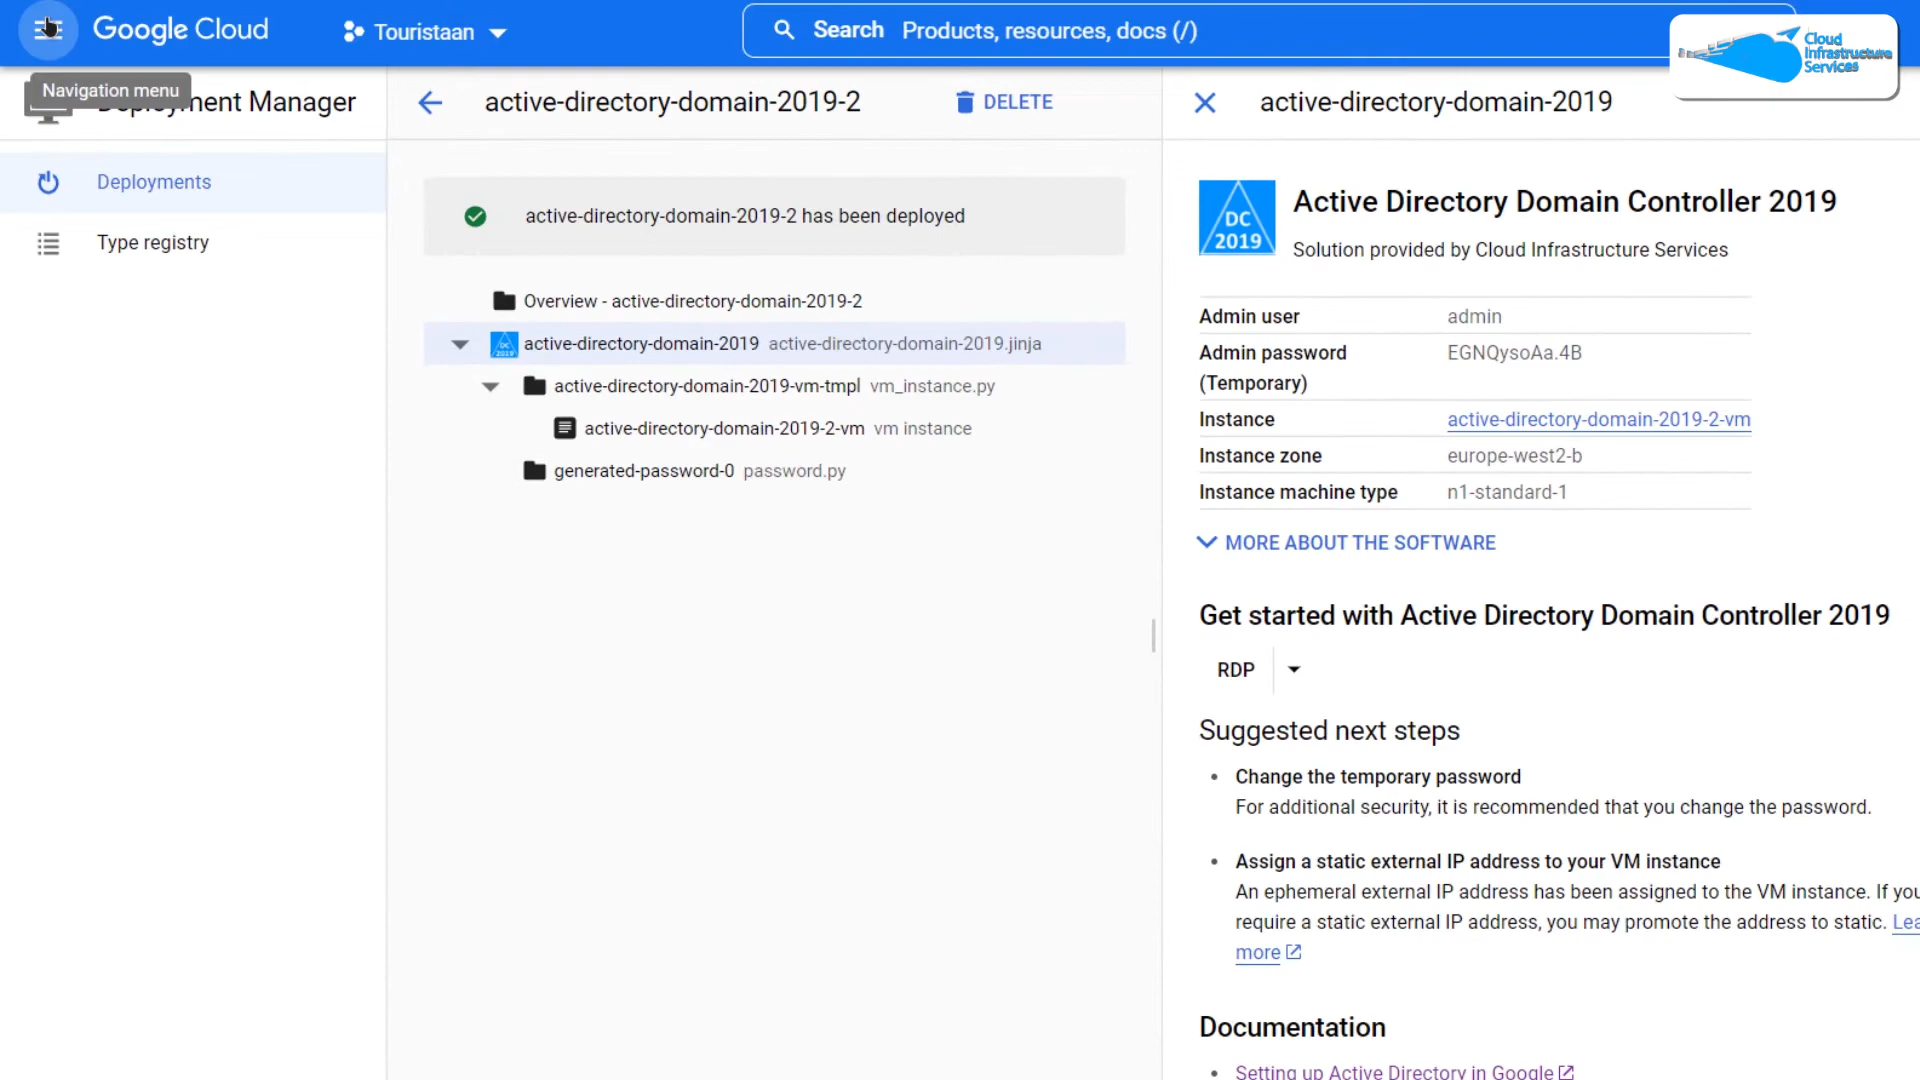 Google Cloud
Touristaan
Search Products, resources, docs (/)
Cloud
Infrastructure
Services
Navigation menu
Deployment Manager
active-directory-domain-2019-2
DELETE
active-directory-domain-2019
Deployments
Type registry
active-directory-domain-2019-2 has been deployed
Overview - active-directory-domain-2019-2
active-directory-domain-2019 active-directory-domain-2019.jinja
active-directory-domain-2019-vm-tmpl vm_instance.py
active-directory-domain-2019-2-vm vm instance
generated-password-0 password.py
DC
2019
Active Directory Domain Controller 2019
Solution provided by Cloud Infrastructure Services
Admin user admin
Admin password EGNQysoAa.4B
(Temporary)
Instance active-directory-domain-2019-2-vm
Instance zone europe-west2-b
Instance machine type n1-standard-1
MORE ABOUT THE SOFTWARE
Get started with Active Directory Domain Controller 2019
RDP
Suggested next steps
• Change the temporary password
For additional security, it is recommended that you change the password.
• Assign a static external IP address to your VM instance
An ephemeral external IP address has been assigned to the VM instance. If you
require a static external IP address, you may promote the address to static. Lea
more
Documentation
• Setting up Active Directory in Google